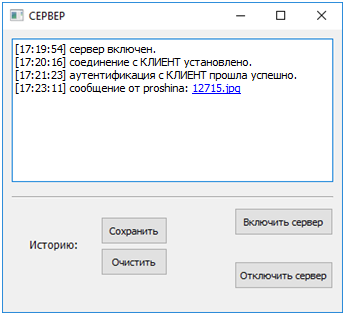 СЕРВЕР
[17:19:54] сервер включен.
[17:20:16] соединение с КЛИЕНТ установлено.
[17:21:23] аутентификация с КЛИЕНТ прошла успешно.
[17:23:11] сообщение от proshina: 12715.jpg
Историю:
Сохранить
Очистить
Включить сервер
Отключить сервер